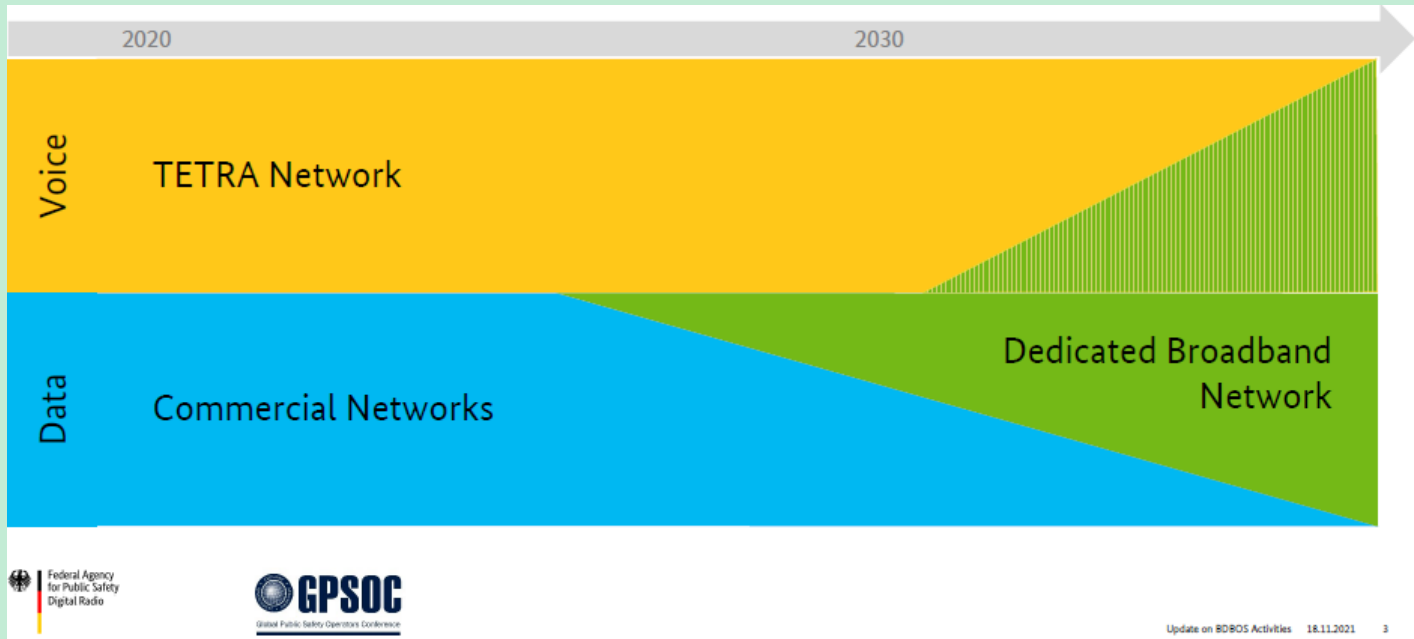 2020 2030
Voice
TETRA Network
Data
Commercial Networks
Dedicated Broadband
Network
Federal Agency
for Public Safety
Digital Radio
GPSOC
Global Public Safety Operators Conference
Update on BDBOS Activities 18.11.2021 3